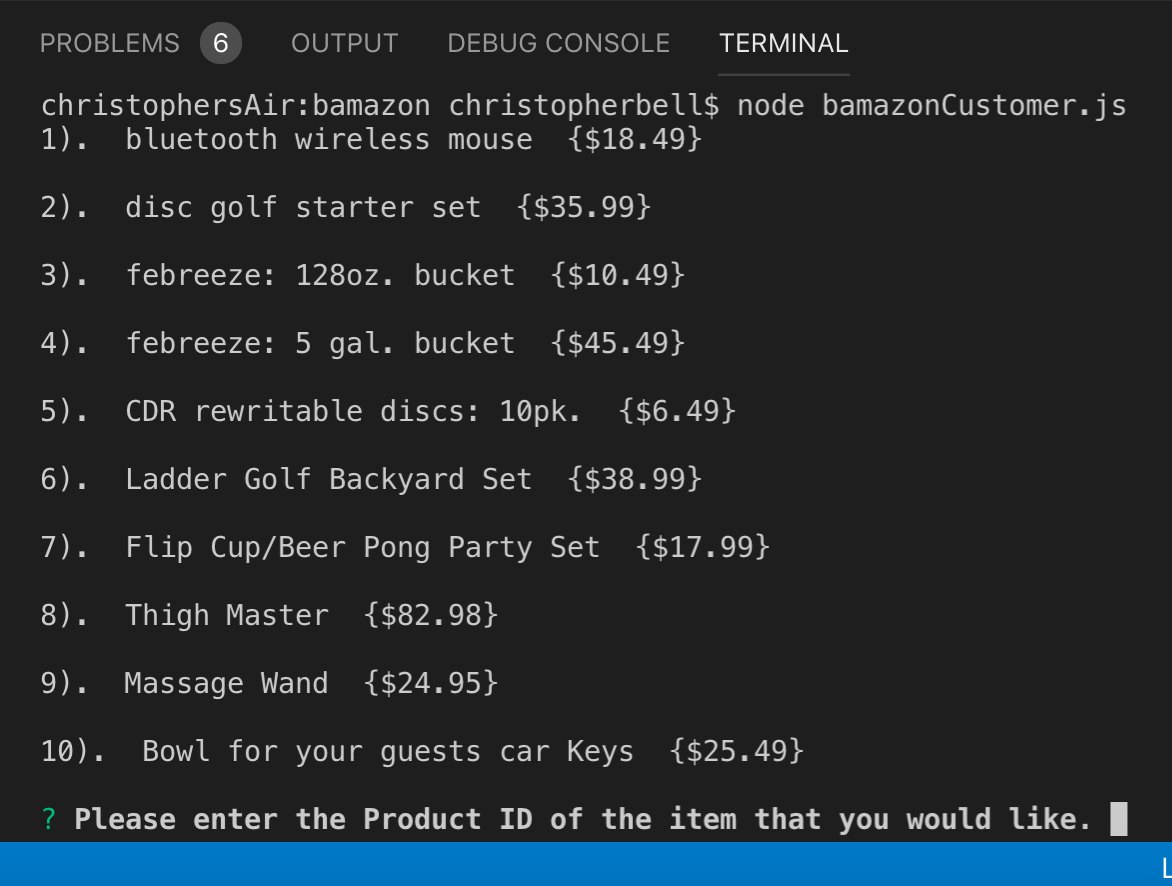 PROBLEMS 6 OUTPUT DEBUG CONSOLE TERMINAL
christophersAir:bamazon christopherbell$ node bamazonCustomer.js
1).  bluetooth wireless mouse  {$18.49}
2).  disc golf starter set  {$35.99}
3).  febreeze: 128oz. bucket  {$10.49}
4).  febreeze: 5 gal. bucket  {$45.49}
5).  CDR rewritable discs: 10pk.  {$6.49}
6).  Ladder Golf Backyard Set  {$38.99}
7).  Flip Cup/Beer Pong Party Set  {$17.99}
8).  Thigh Master  {$82.98}
9).  Massage Wand  {$24.95}
10).  Bowl for your guests car Keys  {$25.49}
? Please enter the Product ID of the item that you would like.